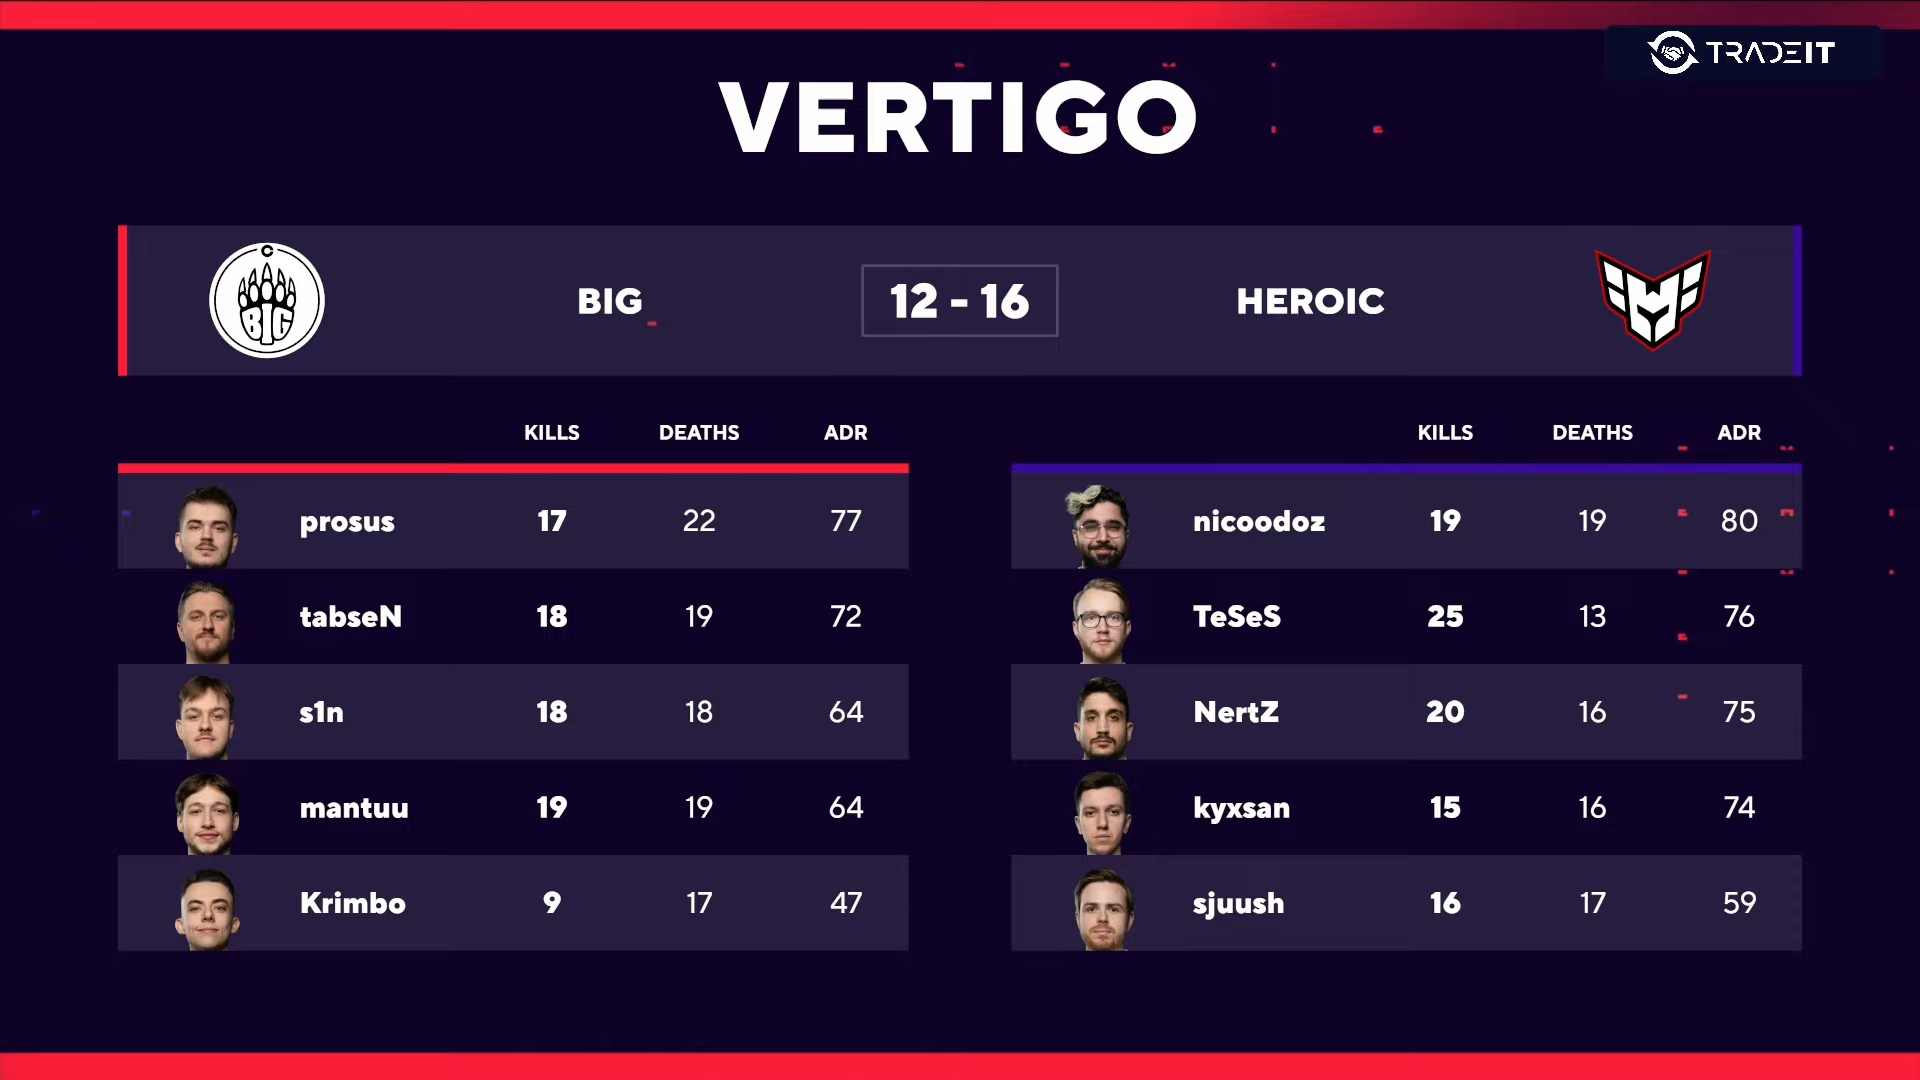 TRADEIT
VERTIGO
C
BIG
BIG 12 - 16 HEROIC
KILLS DEATHS ADR
prosus 17 22 77
tabseN 18 19 72
s1n 18 18 64
mantuu 19 19 64
Krimbo 9 17 47
KILLS DEATHS ADR
nicoodoz 19 19 80
TeSeS 25 13 76
NertZ 20 16 75
kyxsan 15 16 74
sjuush 16 17 59